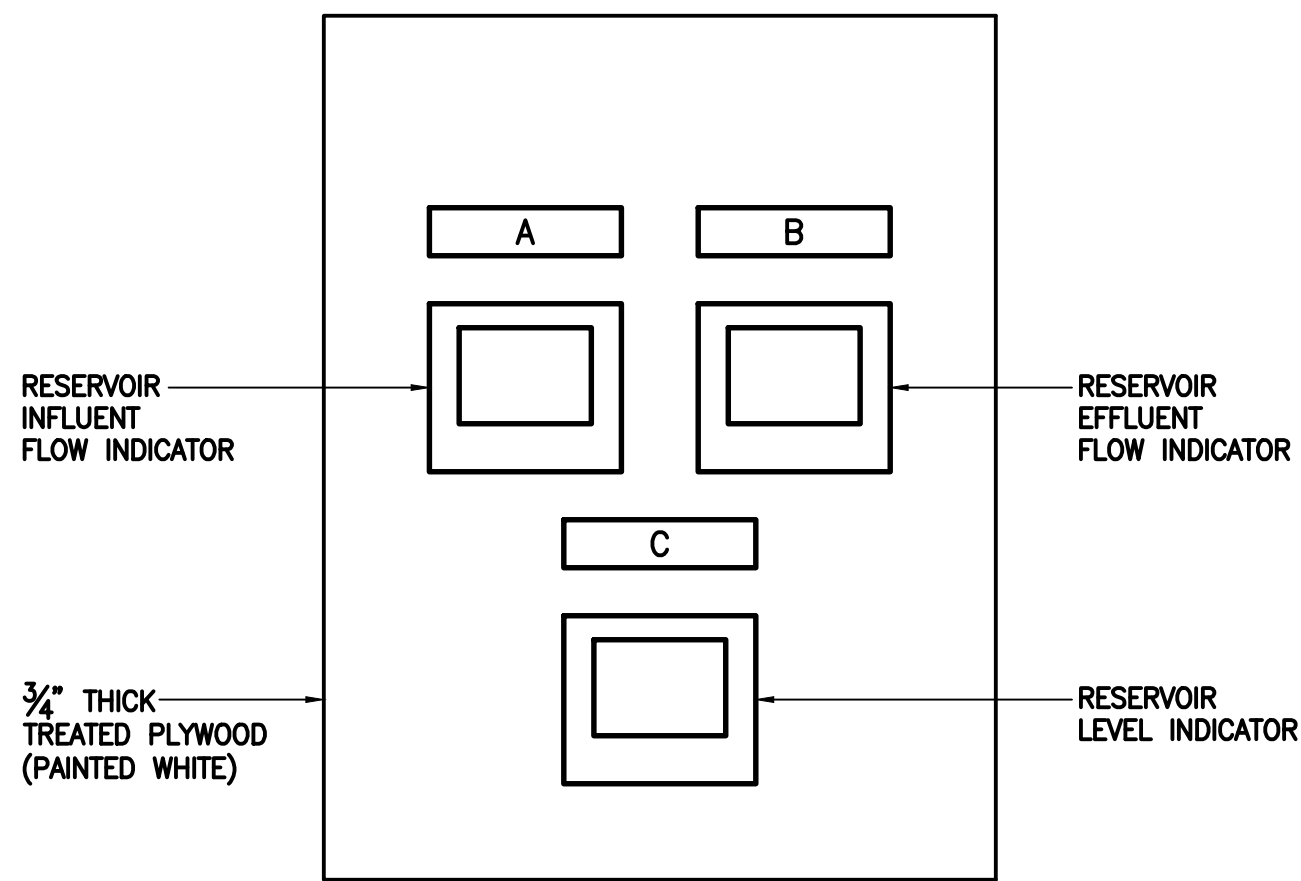 A
B
RESERVOIR
INFLUENT
FLOW INDICATOR
RESERVOIR
EFFLUENT
FLOW INDICATOR
C
¾" THICK
TREATED PLYWOOD
(PAINTED WHITE)
RESERVOIR
LEVEL INDICATOR